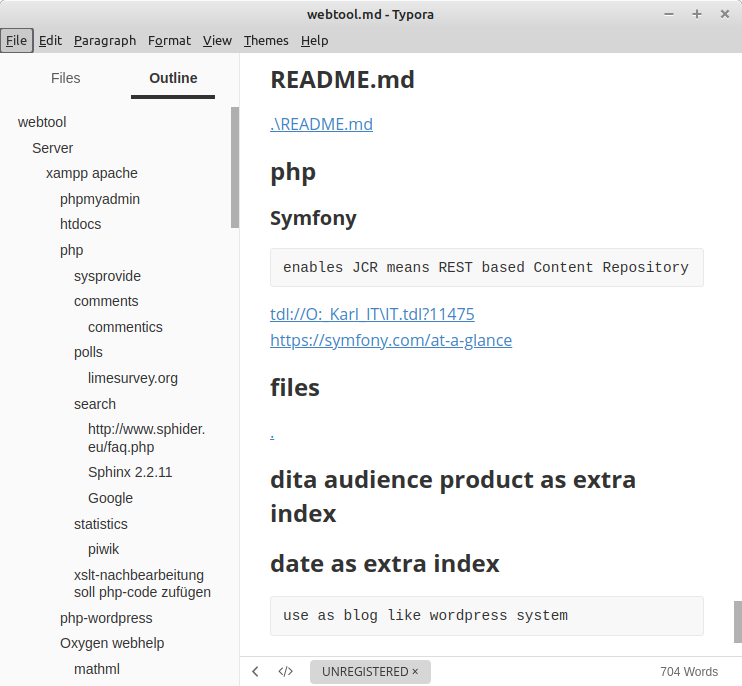 webtool.md - Typora
File Edit Paragraph Format View Themes Help
Files Outline
webtool
Server
xampp apache
phpmyadmin
htdocs
php
sysprovide
comments
commentics
polls
limesurvey.org
search
http://www.sphider.
eu/faq.php
Sphinx 2.2.11
Google
statistics
piwik
xslt-nachbearbeitung
soll php-code zufügen
php-wordpress
Oxygen webhelp
mathml
README.md
.\README.md
php
Symfony
enables JCR means REST based Content Repository
tdl://O:_Karl_IT\IT.tdl?11475
https://symfony.com/at-a-glance
files
.
dita audience product as extra
index
date as extra index
use as blog like wordpress system
< </> UNREGISTERED × 704 Words